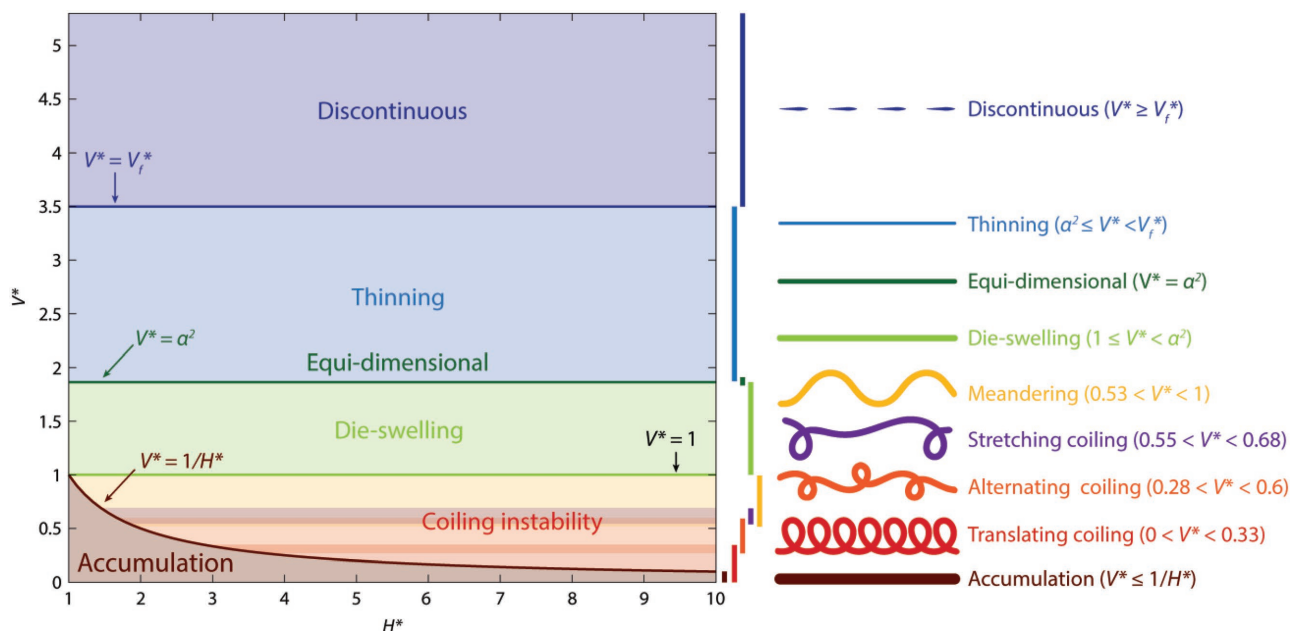 5
4.5
4
3.5
3
2.5
2
1.5
1
0.5
0
V*
Discontinuous
V* = V_f*
Thinning
V* = α²
Equi-dimensional
Die-swelling
V* = 1
V* = 1/H*
Coiling instability
Accumulation
1 2 3 4 5 6 7 8 9 10
H*
Discontinuous (V* ≥ V_f*)
Thinning (α² ≤ V* <V_f*)
Equi-dimensional (V* = α²)
Die-swelling (1 ≤ V* < α²)
Meandering (0.53 < V* < 1)
Stretching coiling (0.55 < V* < 0.68)
Alternating coiling (0.28 < V* < 0.6)
Translating coiling (0 < V* < 0.33)
Accumulation (V* ≤ 1/H*)